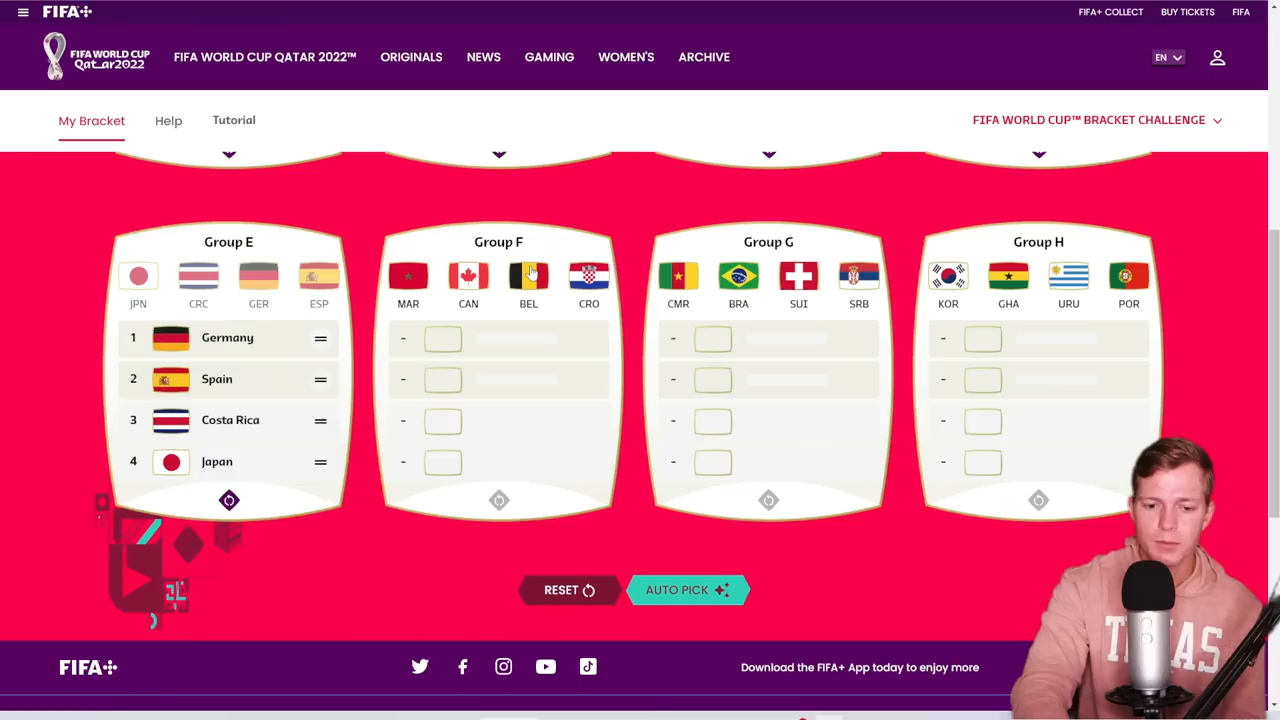 FIFA+
FIFA+ COLLECT
BUY TICKETS
FIFA
FIFA WORLD CUP
Qatar2022
FIFA WORLD CUP QATAR 2022™
ORIGINALS
NEWS
GAMING
WOMEN'S
ARCHIVE
EN
My Bracket
Help
Tutorial
FIFA WORLD CUP™ BRACKET CHALLENGE
Group E
JPN CRC GER ESP
1 Germany =
2 Spain =
3 Costa Rica =
4 Japan =
Group F
MAR CAN BEL CRO
-
-
-
-
Group G
CMR BRA SUI SRB
-
-
-
-
Group H
KOR GHA URU POR
-
-
-
-
RESET
AUTO PICK
FIFA+
Download the FIFA+ App today to enjoy more
TEXAS